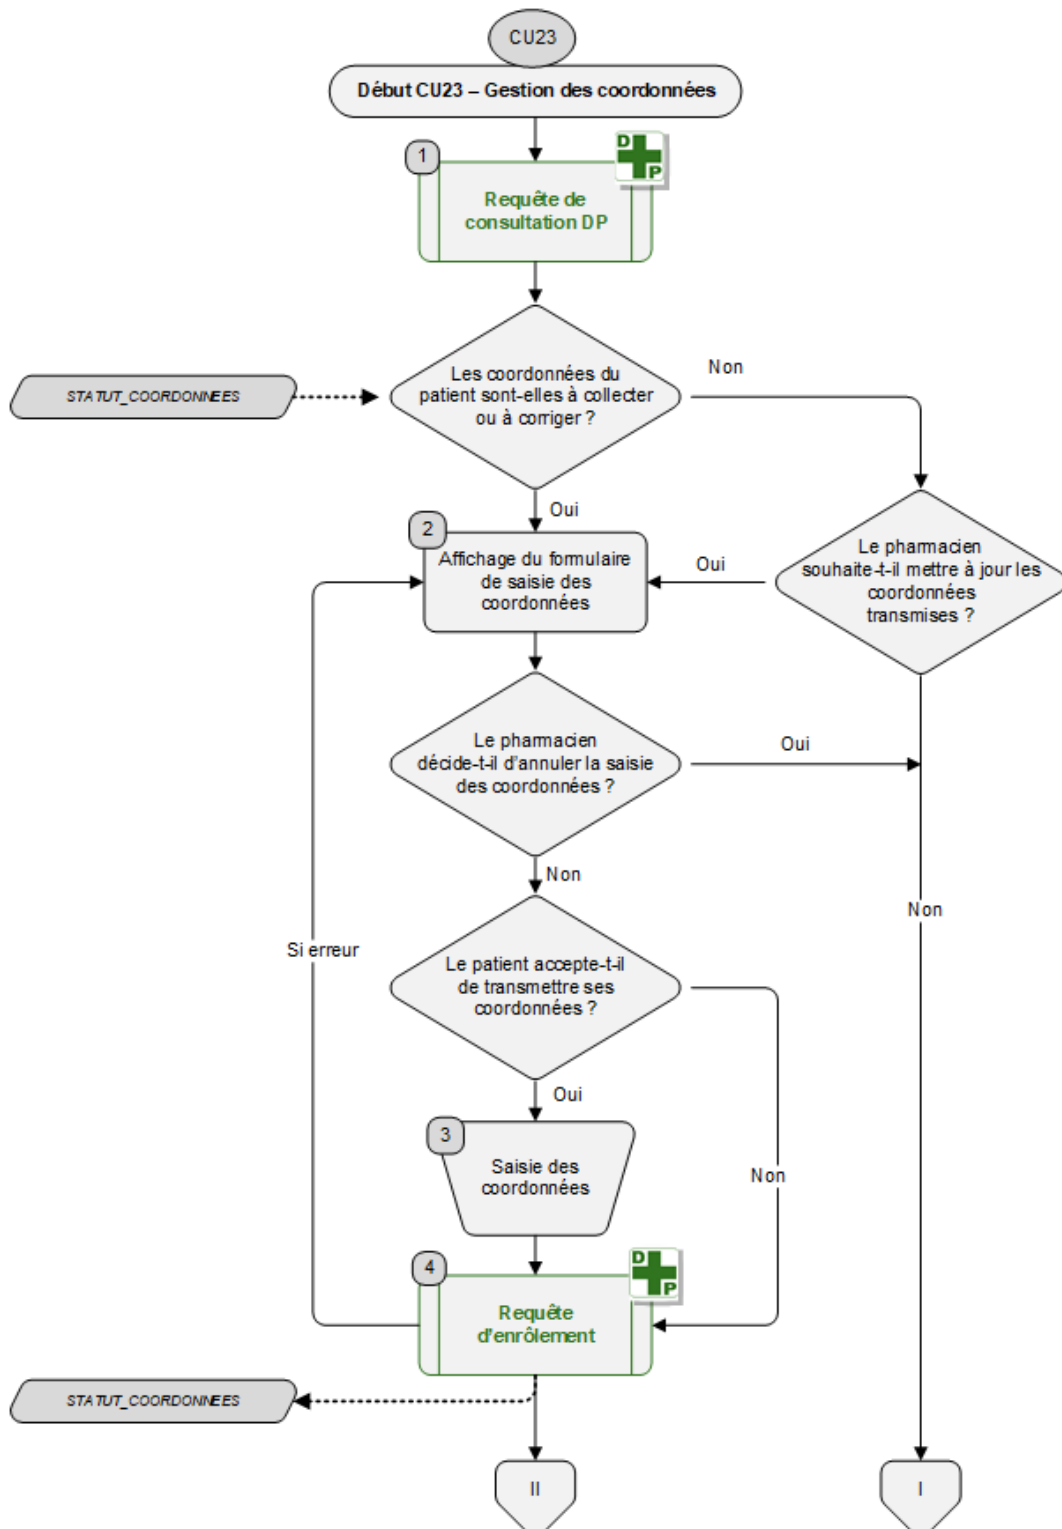 CU23
Début CU23 – Gestion des coordonnées
1
D
P
Requête de
consultation DP
STATUT_COORDONNEES
Les coordonnées du
patient sont-elles à collecter
ou à corriger ?
Non
Oui
2
Affichage du formulaire
de saisie des
coordonnées
Oui
Le pharmacien
souhaite-t-il mettre à jour les
coordonnées
transmises ?
Le pharmacien
décide-t-il d'annuler la saisie
des coordonnées ?
Oui
Non
Non
Si erreur
Le patient accepte-t-il
de transmettre ses
coordonnées ?
Oui
3
Saisie des
coordonnées
Non
4
D
P
Requête
d'enrôlement
STATUT_COORDONNEES
II
I